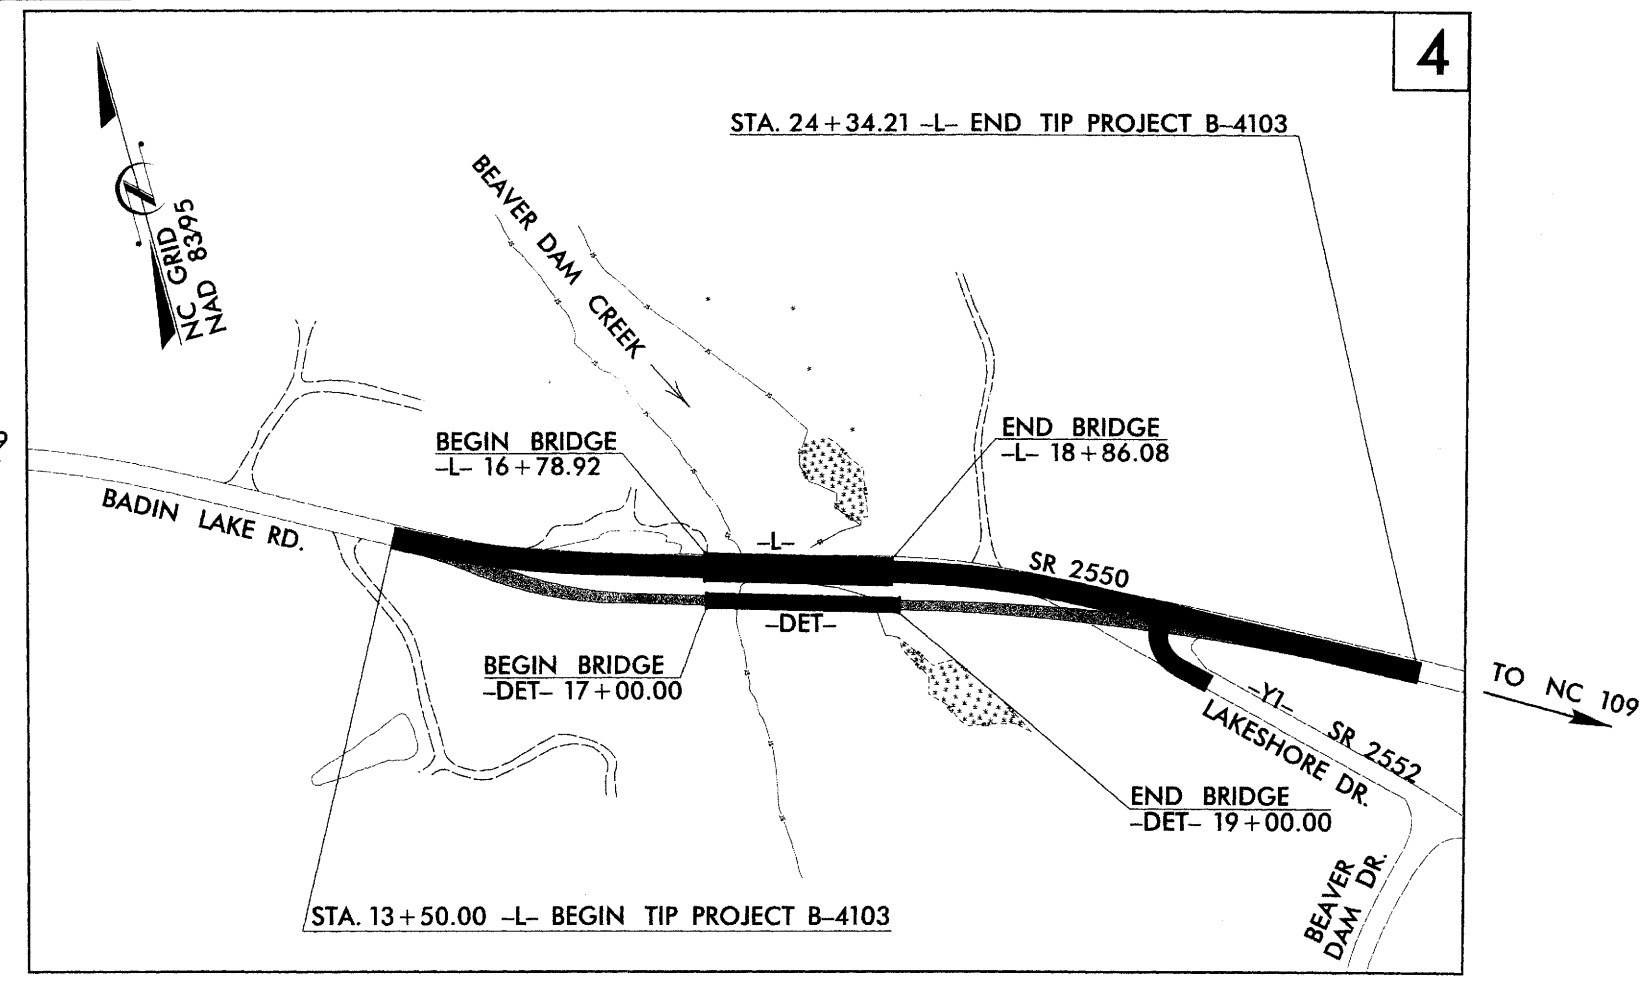 4
STA. 24+34.21 -L- END TIP PROJECT B-4103
BEAVER DAM CREEK
NC GRID
NAD 83/95
BEGIN BRIDGE
-L- 16+78.92
END BRIDGE
-L- 18+86.08
9
BADIN LAKE RD.
-L-
SR 2550
-DET-
BEGIN BRIDGE
-DET- 17+00.00
TO NC 109
-Y1-
SR 2552
LAKESHORE DR.
END BRIDGE
-DET- 19+00.00
BEAVER
DAM DR.
STA. 13+50.00 -L- BEGIN TIP PROJECT B-4103